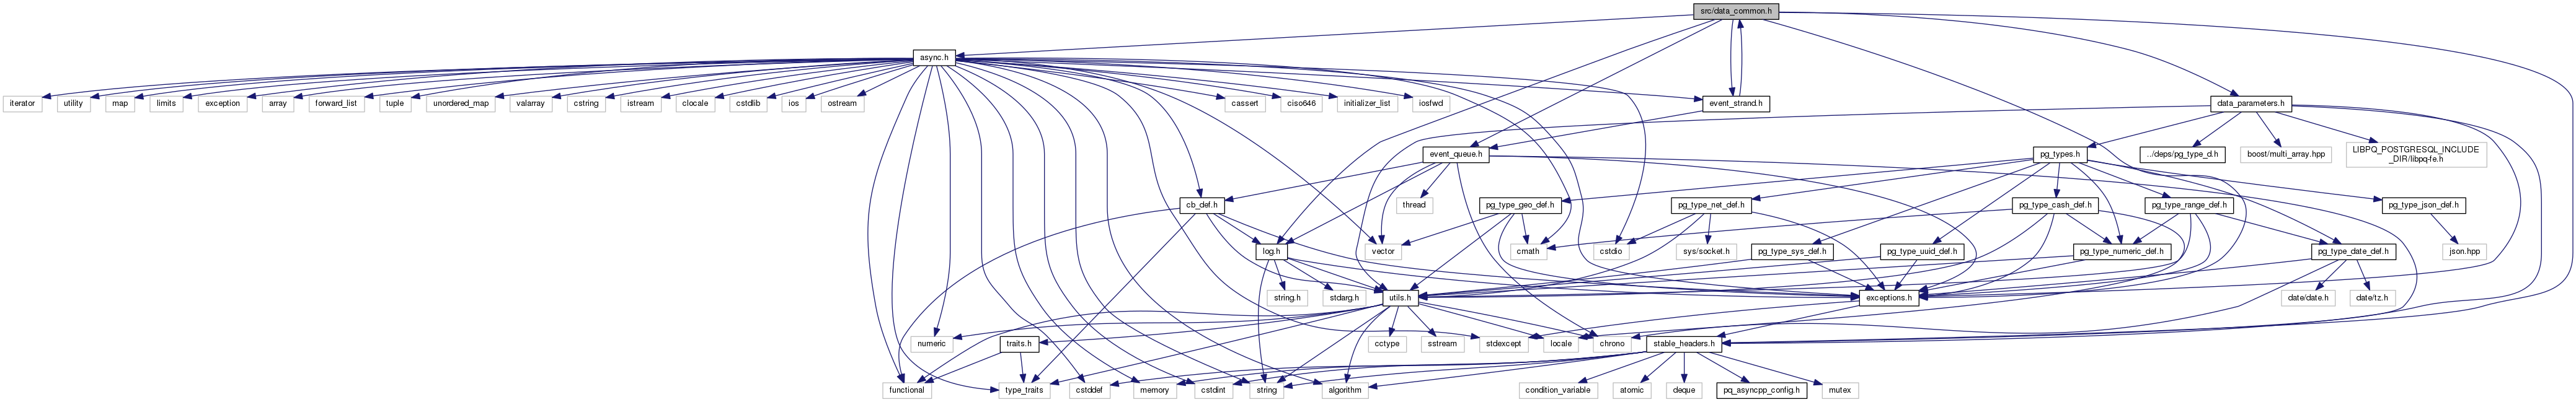 src/data_common.h
async.h
iterator
utility
map
limits
exception
array
forward_list
tuple
unordered_map
valarray
cstring
istream
clocale
cstdlib
ios
ostream
cassert
ciso646
initializer_list
iosfwd
event_strand.h
data_parameters.h
event_queue.h
pg_types.h
../deps/pg_type_d.h
boost/multi_array.hpp
LIBPQ_POSTGRESQL_INCLUDE
_DIR/libpq-fe.h
cb_def.h
thread
pg_type_geo_def.h
pg_type_net_def.h
pg_type_cash_def.h
pg_type_range_def.h
pg_type_json_def.h
log.h
vector
cmath
cstdio
sys/socket.h
pg_type_sys_def.h
pg_type_uuid_def.h
pg_type_numeric_def.h
pg_type_date_def.h
json.hpp
string.h
stdarg.h
utils.h
exceptions.h
date/date.h
date/tz.h
numeric
traits.h
cctype
sstream
stdexcept
locale
chrono
stable_headers.h
functional
type_traits
cstddef
memory
cstdint
string
algorithm
condition_variable
atomic
deque
pq_asyncpp_config.h
mutex